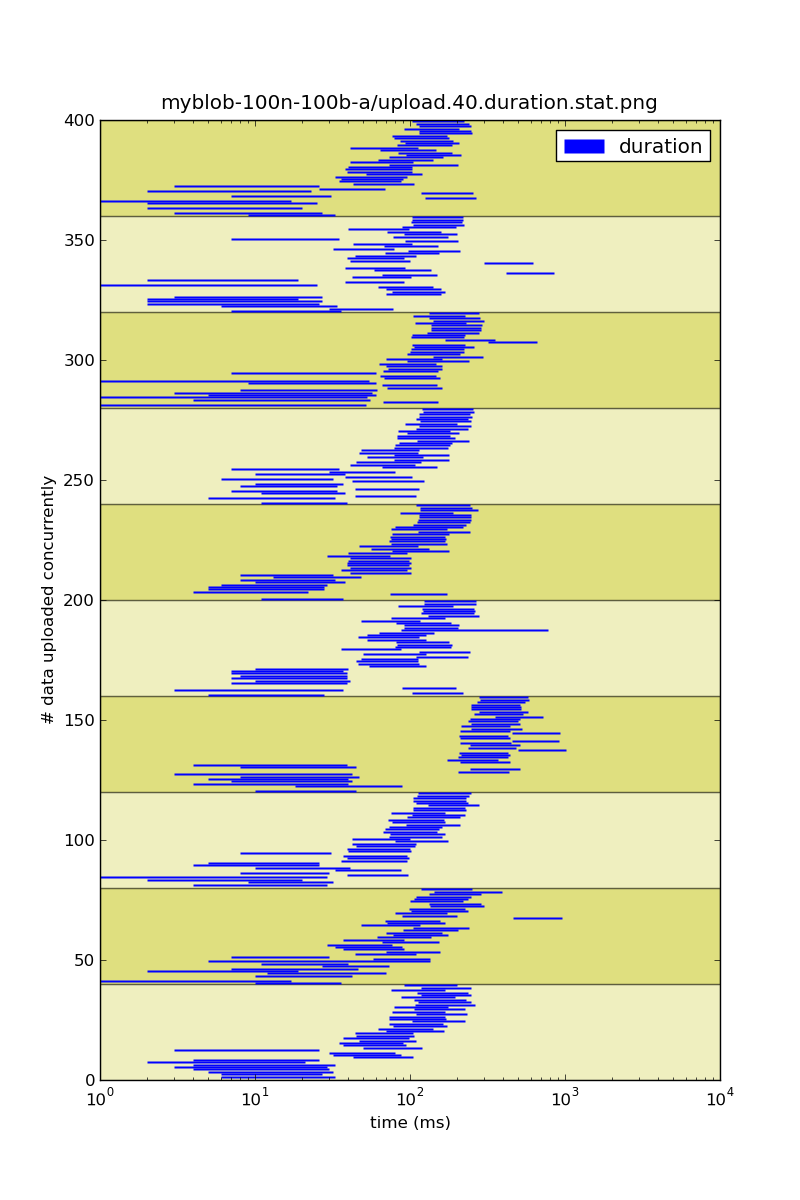 myblob-100n-100b-a/upload.40.duration.stat.png
duration
400
350
300
250
200
150
100
50
0
# data uploaded concurrently
10^0 10^1 10^2 10^3 10^4
time (ms)